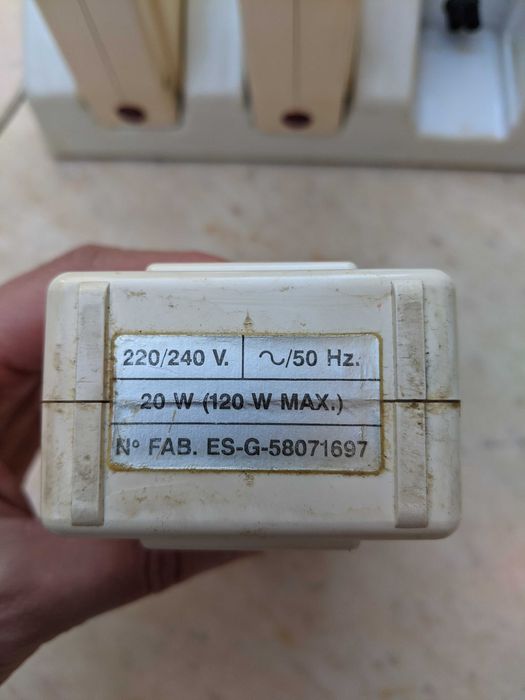 220/240 V. ∿/50 Hz.
20 W (120 W MAX.)
Nº FAB. ES-G-58071697